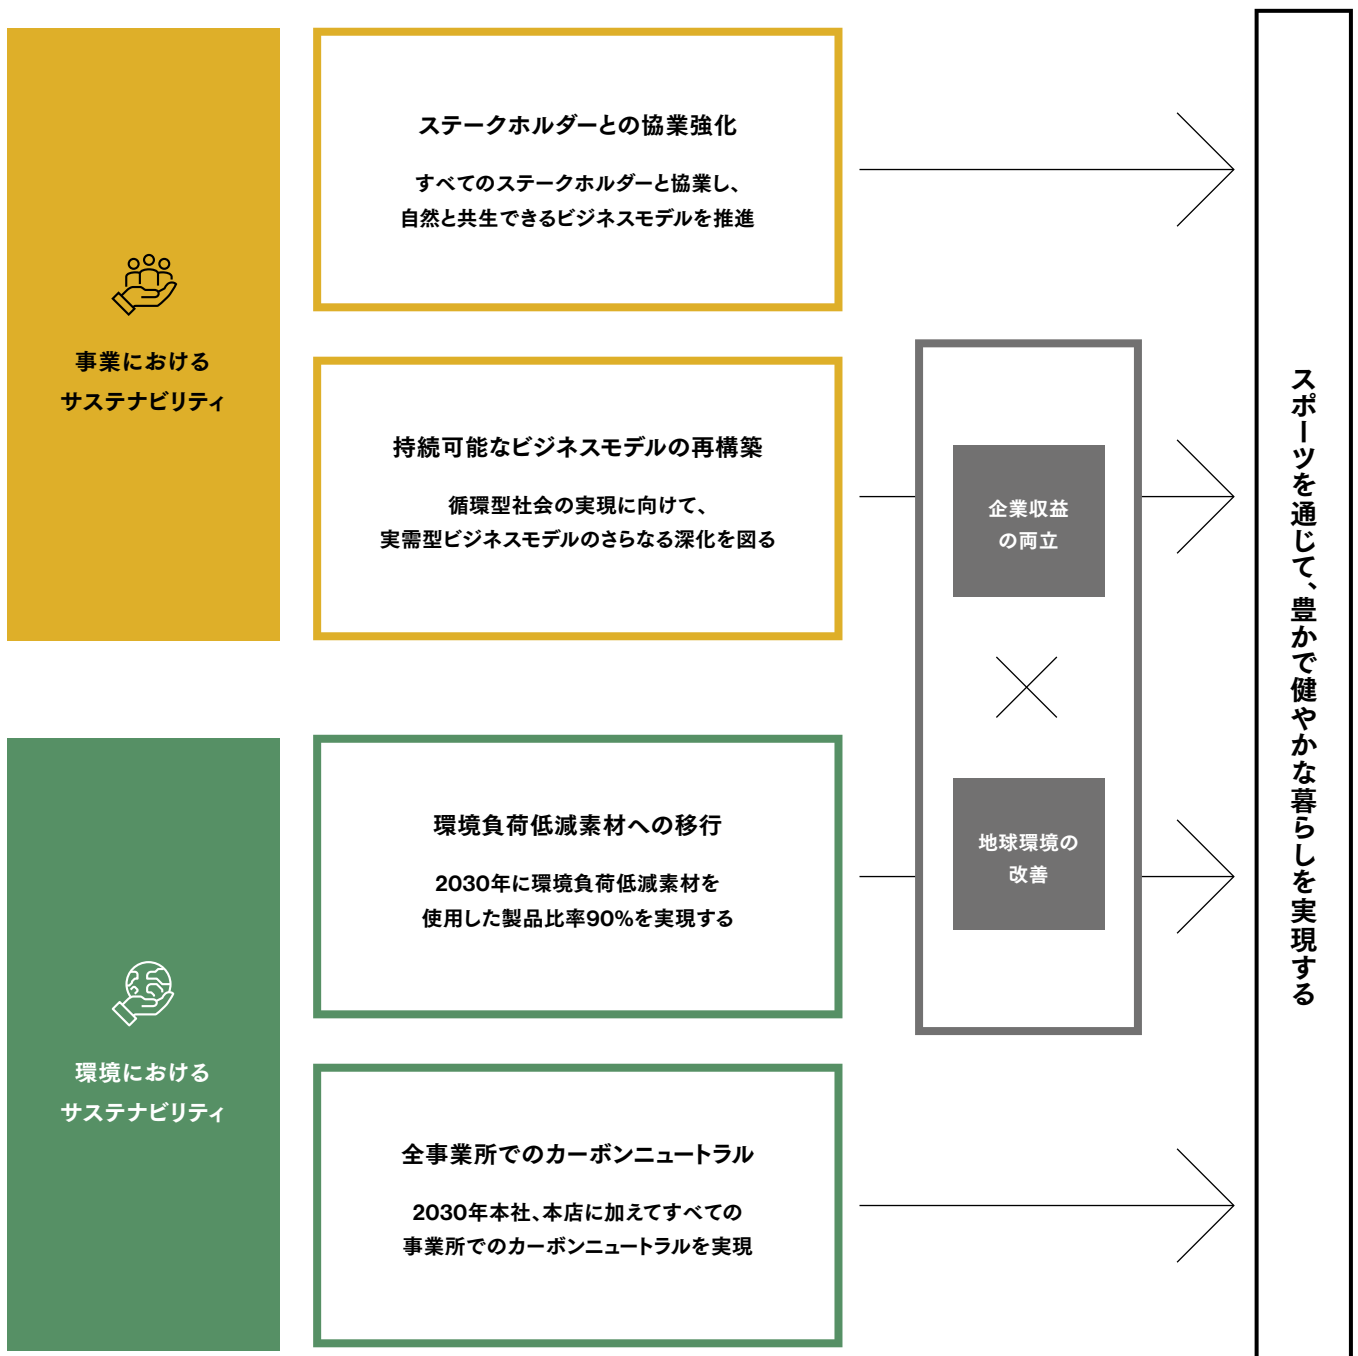 事業における
サステナビリティ
ステークホルダーとの協業強化
すべてのステークホルダーと協業し、
自然と共生できるビジネスモデルを推進
持続可能なビジネスモデルの再構築
循環型社会の実現に向けて、
実需型ビジネスモデルのさらなる深化を図る
環境における
サステナビリティ
環境負荷低減素材への移行
2030年に環境負荷低減素材を
使用した製品比率90%を実現する
全事業所でのカーボンニュートラル
2030年本社、本店に加えてすべての
事業所でのカーボンニュートラルを実現
企業収益
の両立
地球環境の
改善
スポーツを通じて、豊かで健やかな暮らしを実現する